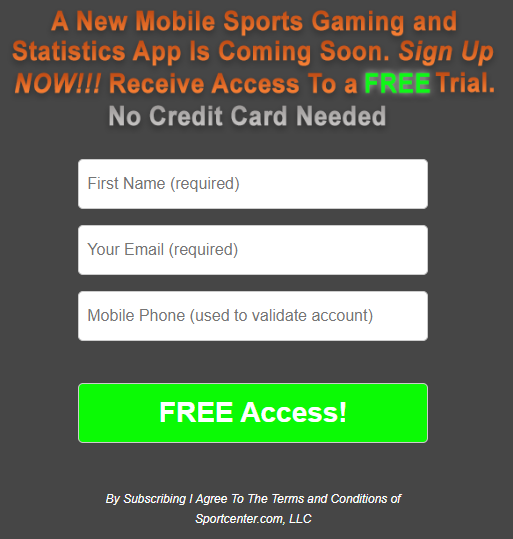 A New Mobile Sports Gaming and
Statistics App Is Coming Soon. Sign Up
NOW!!! Receive Access To a FREE Trial.
No Credit Card Needed
First Name (required)
Your Email (required)
Mobile Phone (used to validate account)
FREE Access!
By Subscribing I Agree To The Terms and Conditions of
Sportcenter.com, LLC